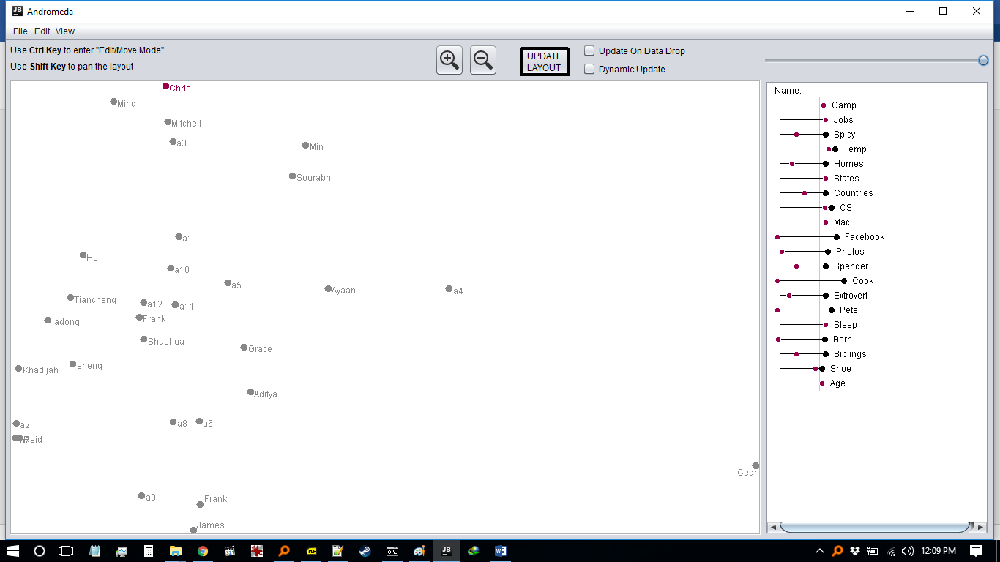 JB Andromeda
File Edit View
Use Ctrl Key to enter "Edit/Move Mode"
Use Shift Key to pan the layout
UPDATE
LAYOUT
Update On Data Drop
Dynamic Update
Chris
Ming
Mitchell
a3
Min
Sourabh
a1
Hu
a10
a5
Ayaan
a4
Tiancheng
a12
a11
Frank
ladong
Shaohua
Grace
Khadijah
sheng
Aditya
a2
a8
a6
Reid
Cedri
a9
Franki
James
Name:
Camp
Jobs
Spicy
Temp
Homes
States
Countries
CS
Mac
Facebook
Photos
Spender
Cook
Extrovert
Pets
Sleep
Born
Siblings
Shoe
Age
PDF
C:\.
JB
W
12:09 PM